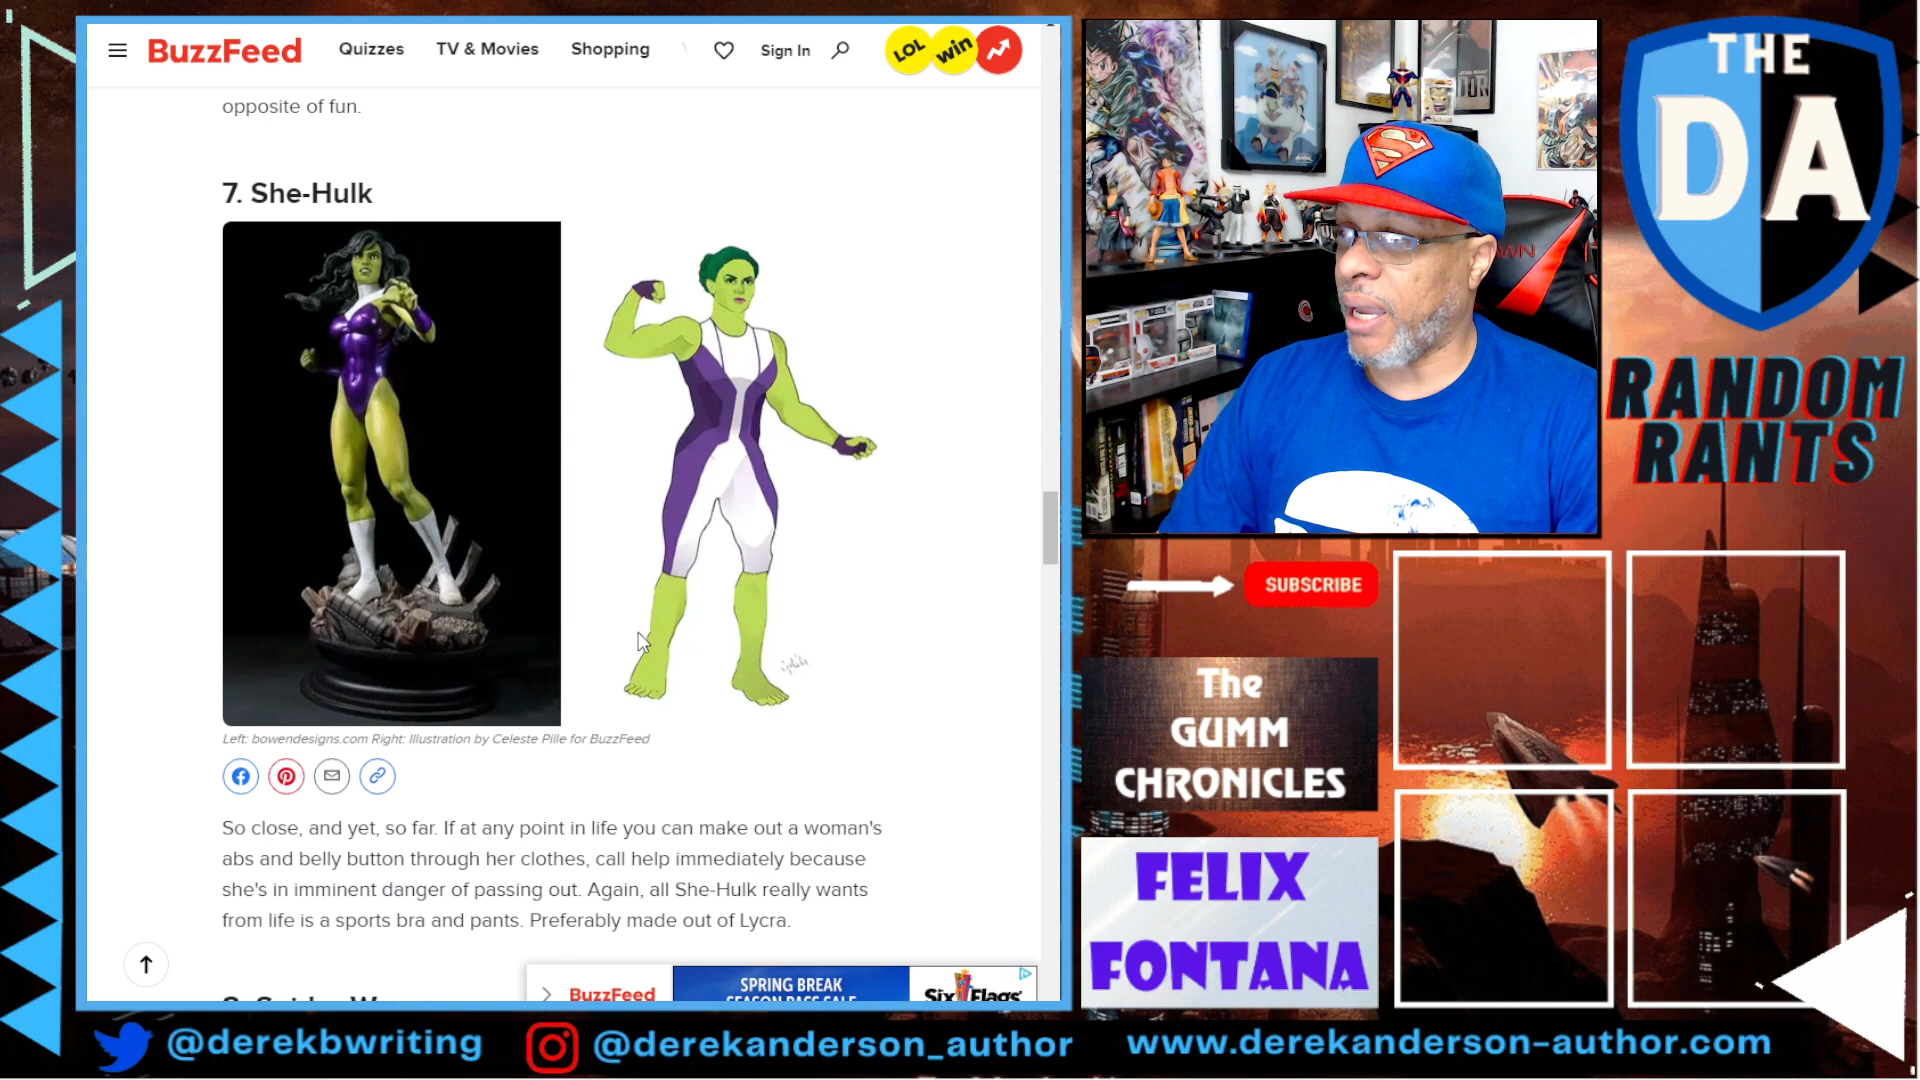 BuzzFeed
Quizzes TV & Movies Shopping
Sign In
LOL
win
opposite of fun.
7. She-Hulk
Left: bowendesigns.com Right: Illustration by Celeste Pille for BuzzFeed
So close, and yet, so far. If at any point in life you can make out a woman's
abs and belly button through her clothes, call help immediately because
she's in imminent danger of passing out. Again, all She-Hulk really wants
from life is a sports bra and pants. Preferably made out of Lycra.
BuzzFeed
SPRING BREAK
SEASON PASS SALE
Six Flags
THE
DA
RANDOM
RANTS
SUBSCRIBE
The
GUMM
CHRONICLES
FELIX
FONTANA
@derekbwriting
@derekanderson_author
www.derekanderson-author.com